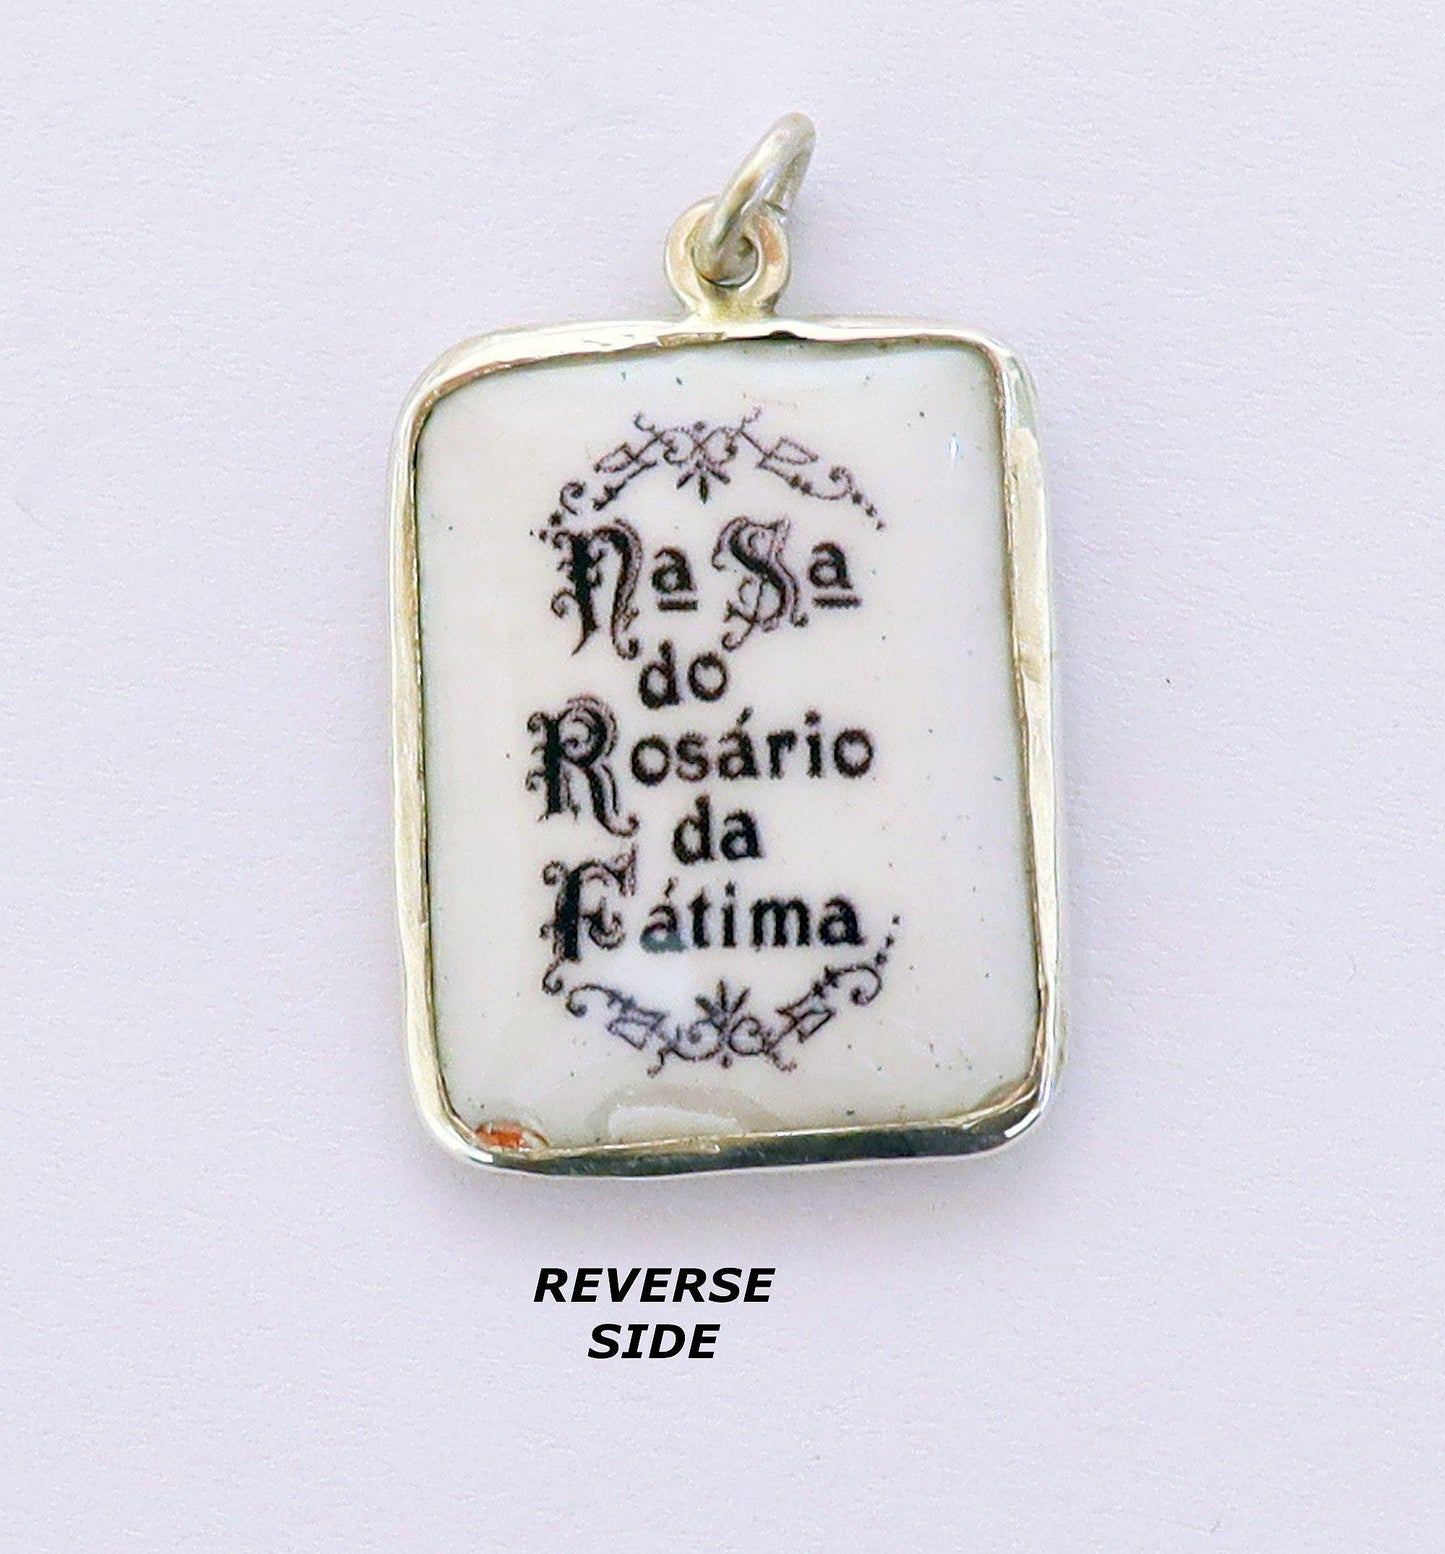 Nª Sª
do
Rosário
da
Fátima
REVERSE
SIDE